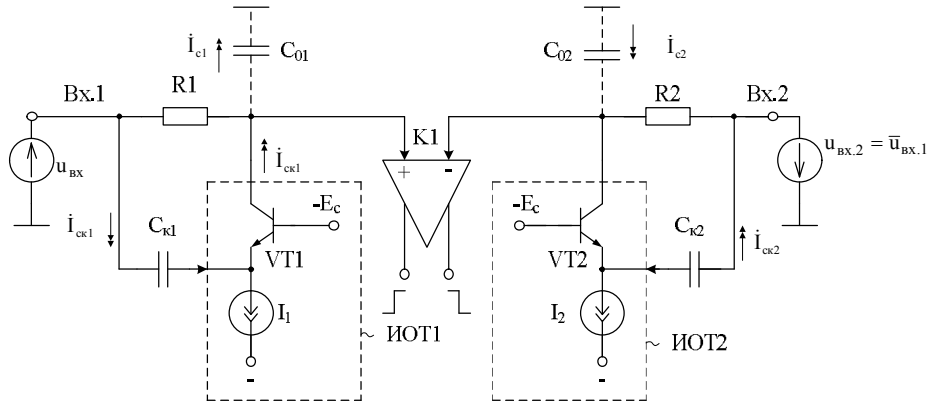 İc1
C01
C02
İc2
Вх.1
R1
R2
Вх.2
К1
uвх
İск1
+
-
uвх.2 = ūвх.1
-Ec
-Ec
İск1
Cк1
VT1
VT2
Cк2
İск2
I1
I2
ИОТ1
ИОТ2
-
-